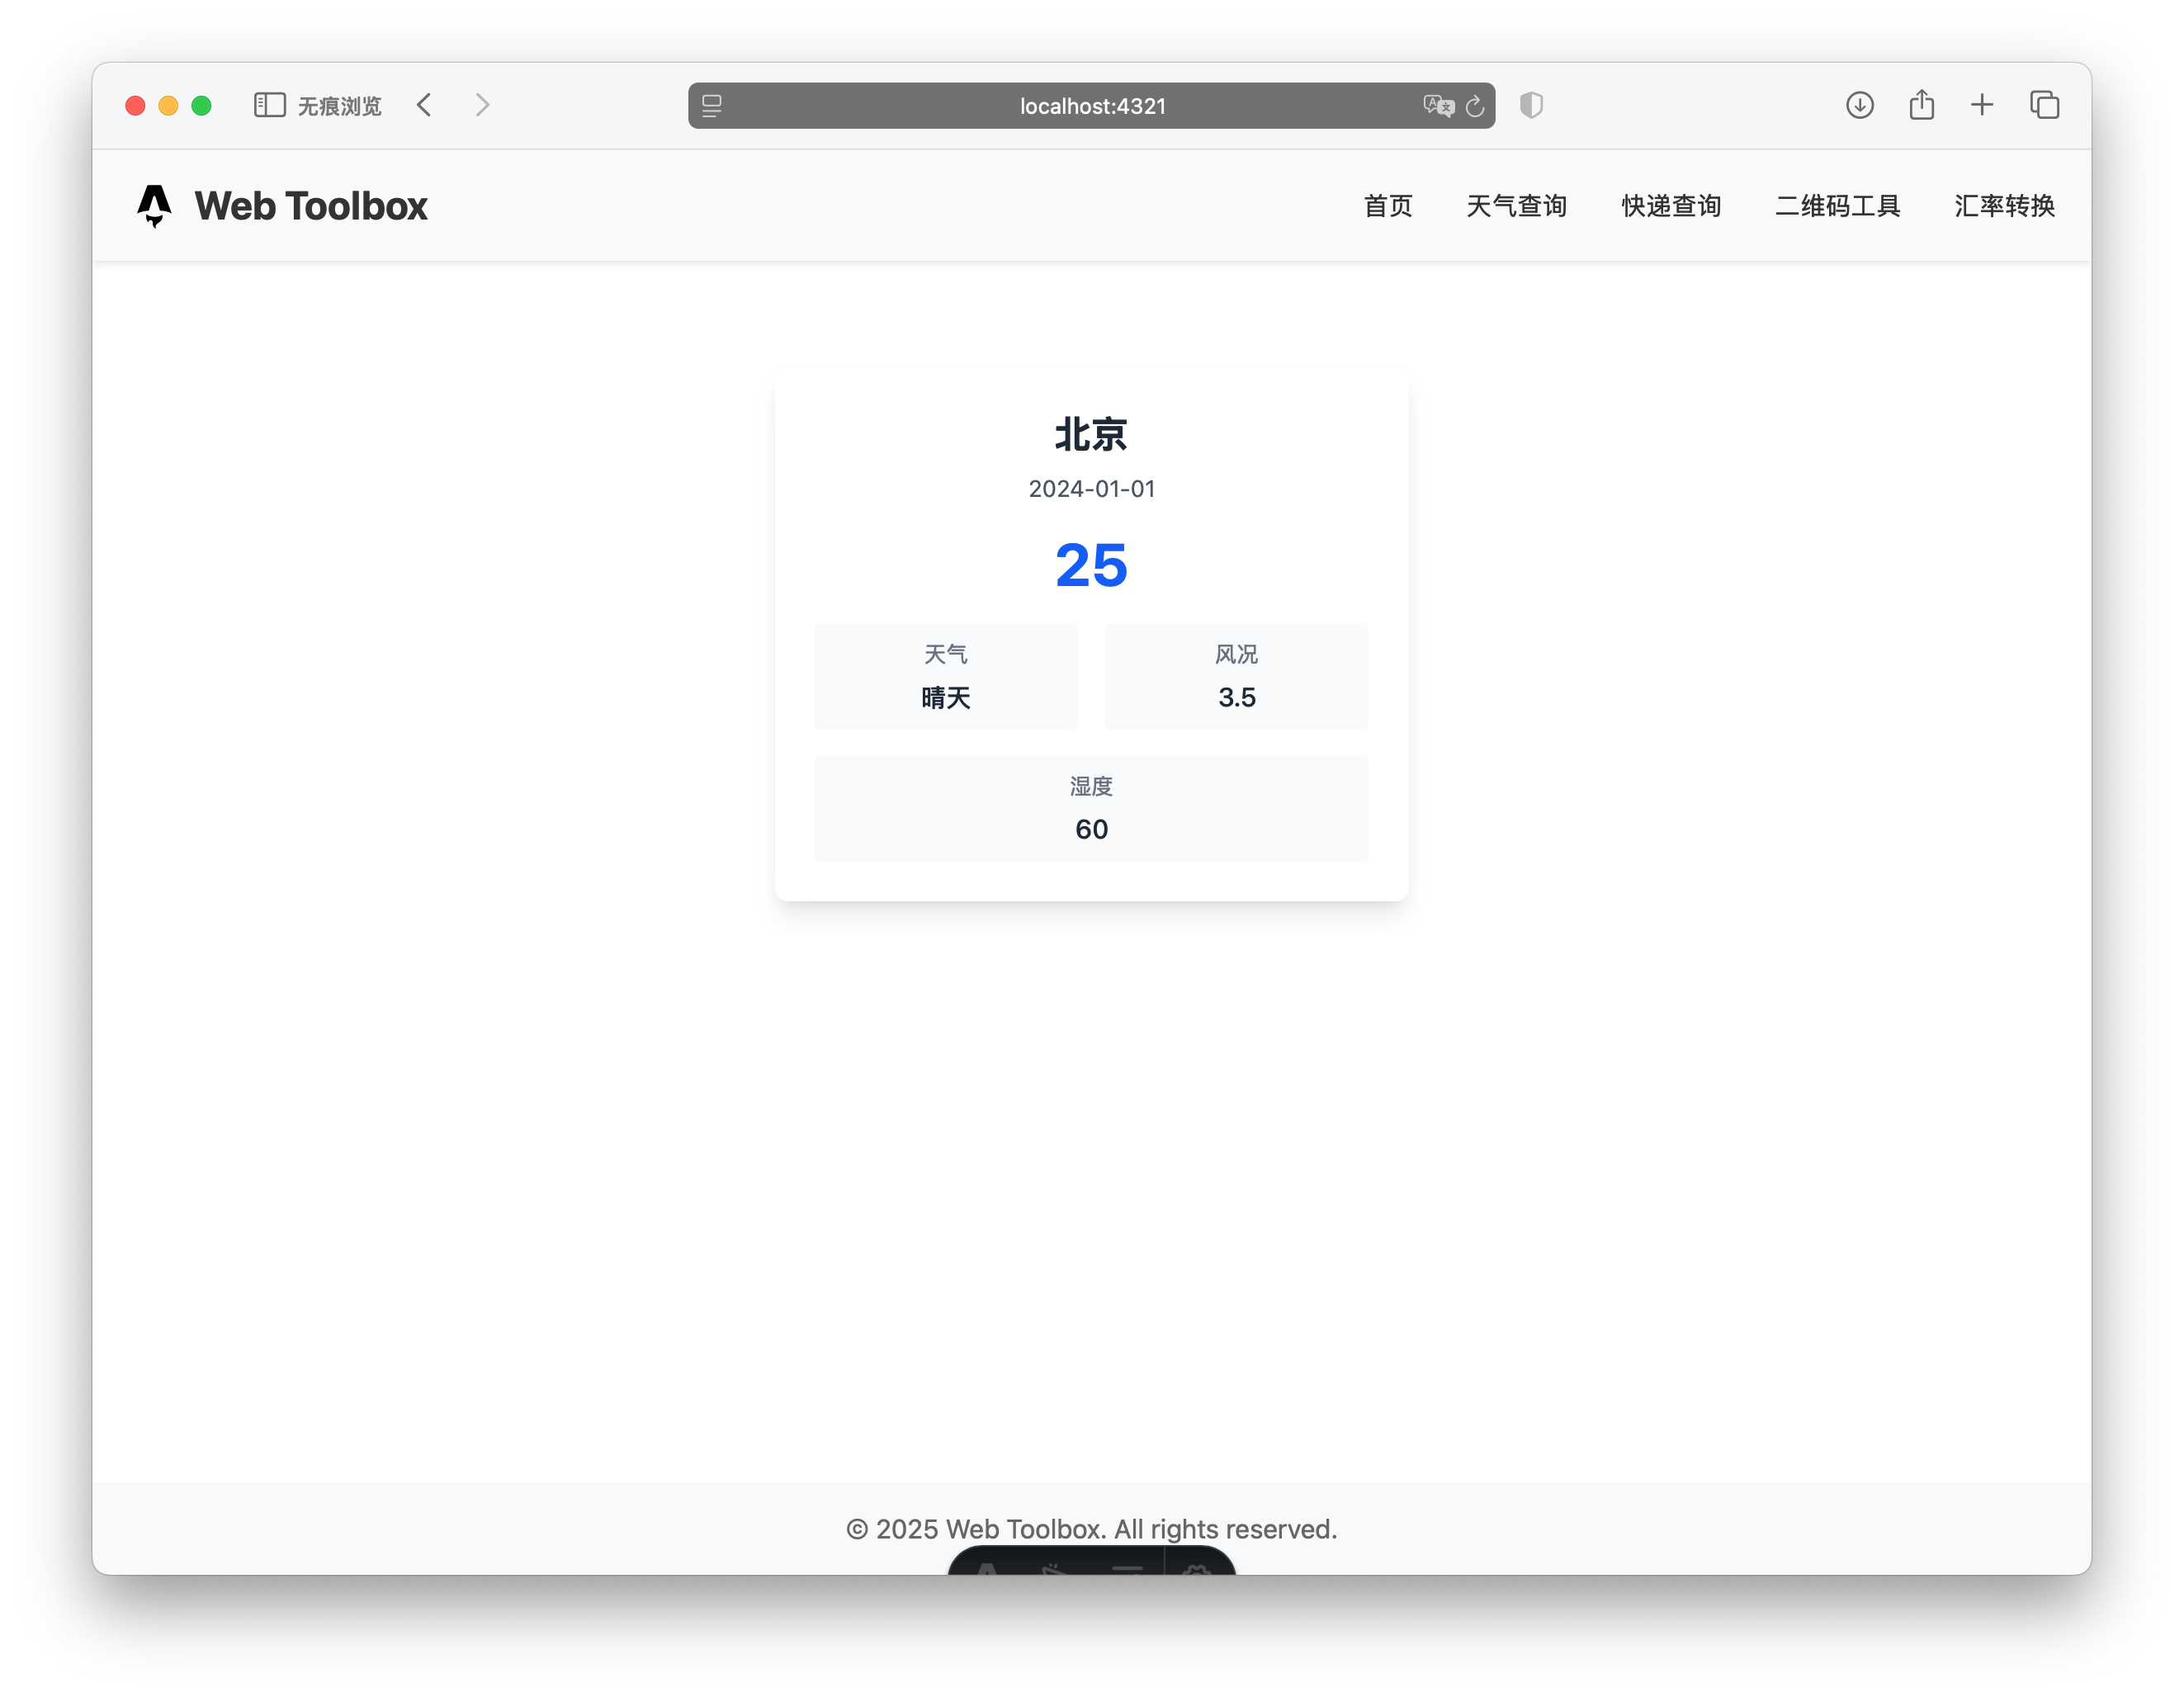 无痕浏览
localhost:4321
Web Toolbox
首页 天气查询 快递查询 二维码工具 汇率转换
北京
2024-01-01
25
天气 风况
晴天 3.5
湿度
60
© 2025 Web Toolbox. All rights reserved.